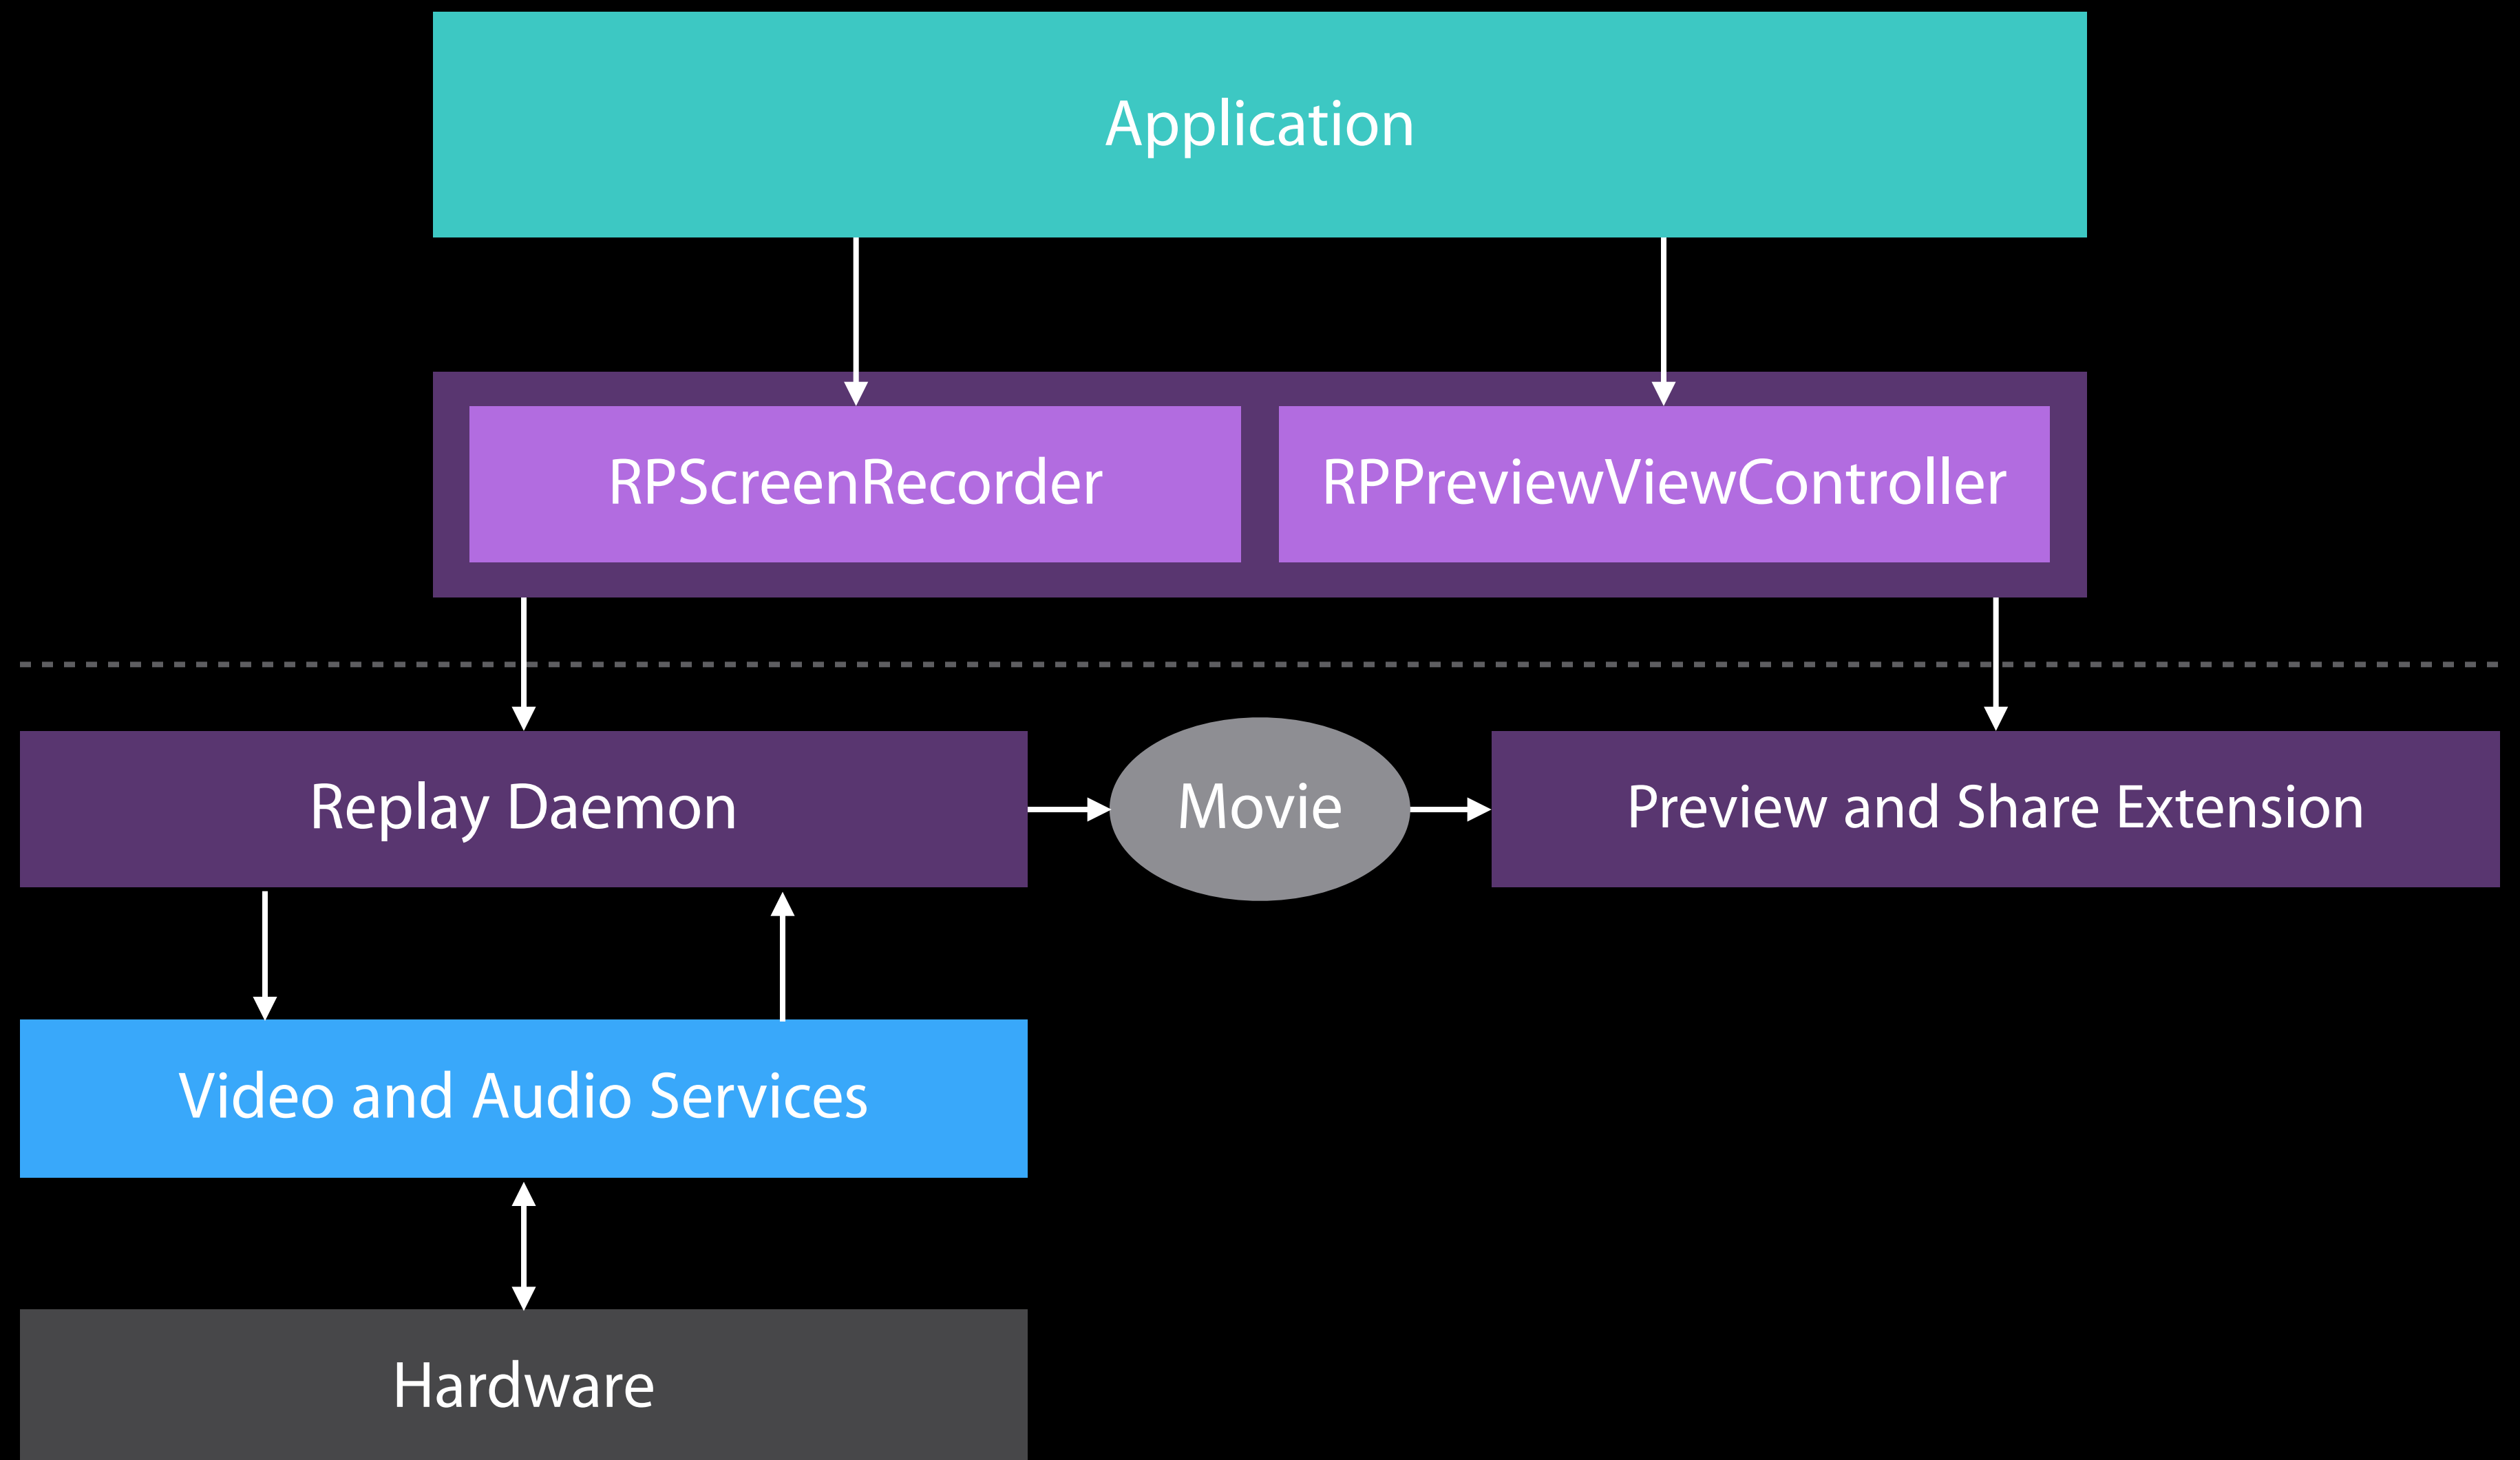 Application
RPScreenRecorder
RPPreviewViewController
Replay Daemon
Movie
Preview and Share Extension
Video and Audio Services
Hardware